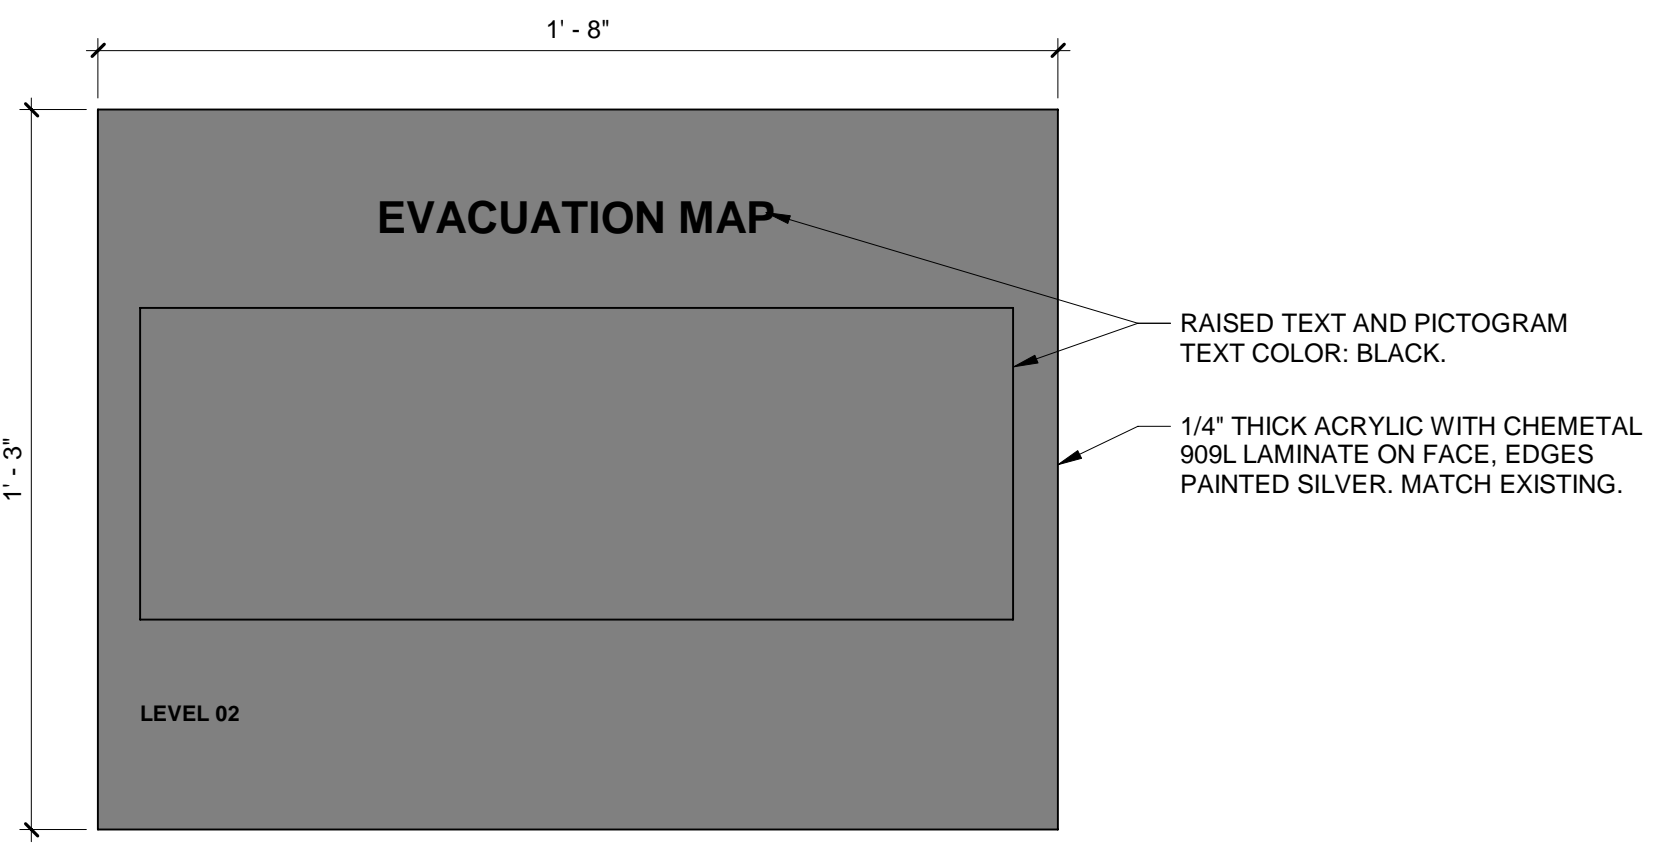 1' - 8"
1' - 3"
EVACUATION MAP
RAISED TEXT AND PICTOGRAM
TEXT COLOR: BLACK.
1/4" THICK ACRYLIC WITH CHEMETAL
909L LAMINATE ON FACE, EDGES
PAINTED SILVER. MATCH EXISTING.
LEVEL 02